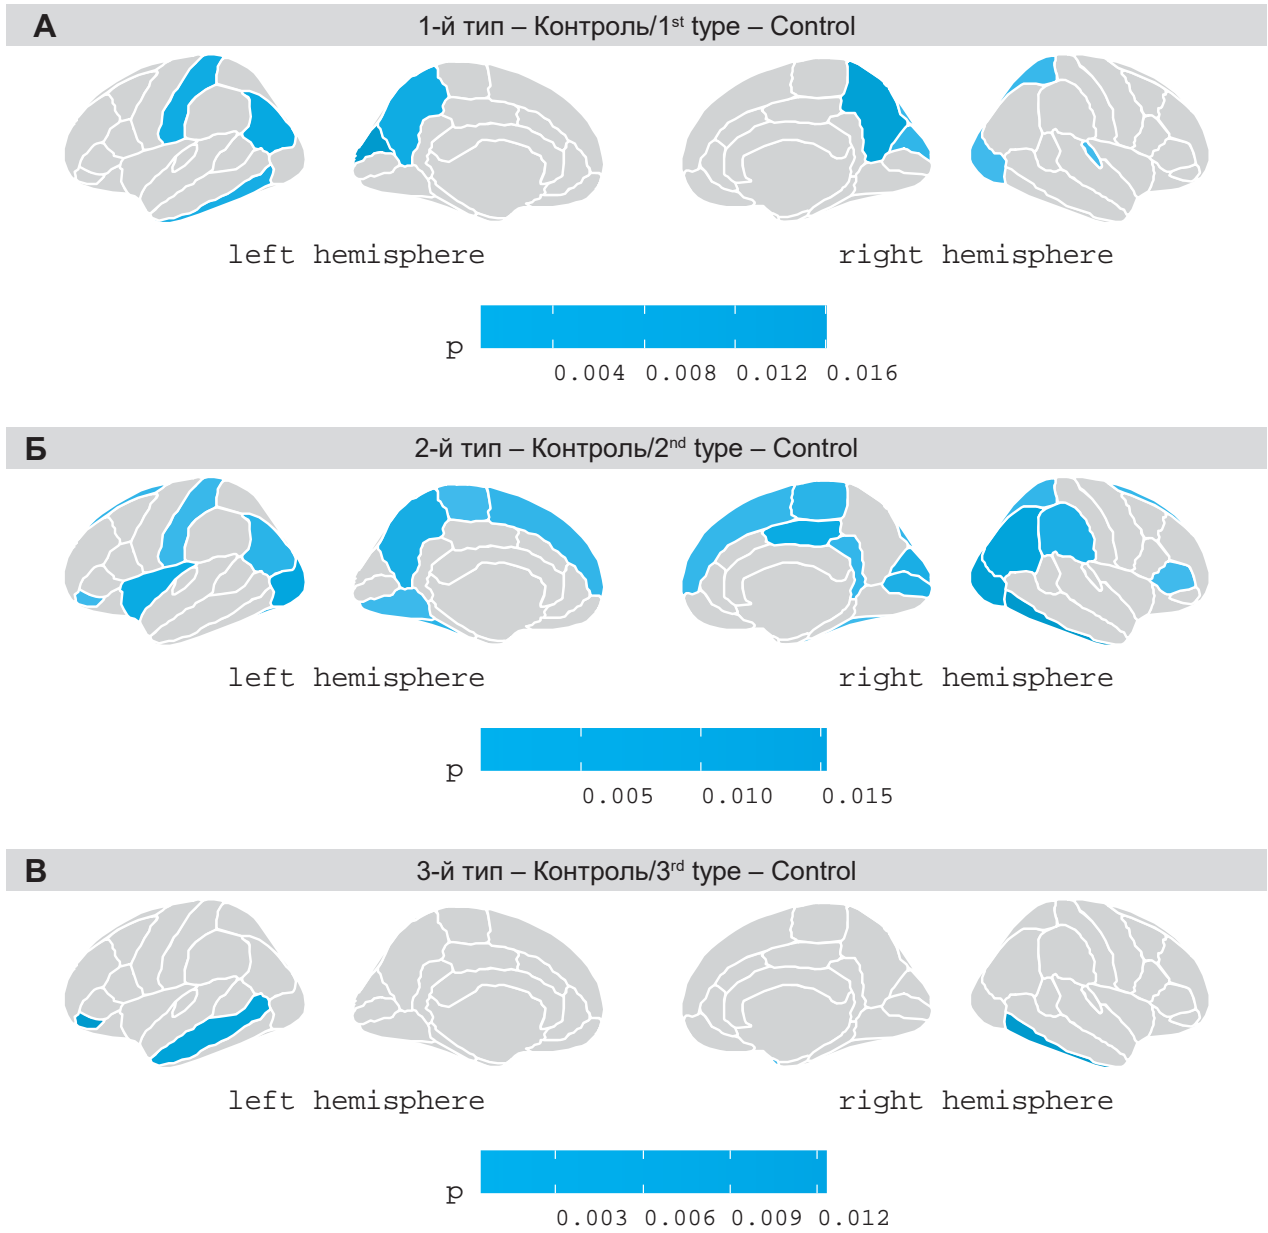 А 1-й тип – Контроль/1st type – Control
left hemisphere right hemisphere
p
0.004 0.008 0.012 0.016
Б 2-й тип – Контроль/2nd type – Control
left hemisphere right hemisphere
p
0.005 0.010 0.015
В 3-й тип – Контроль/3rd type – Control
left hemisphere right hemisphere
p
0.003 0.006 0.009 0.012